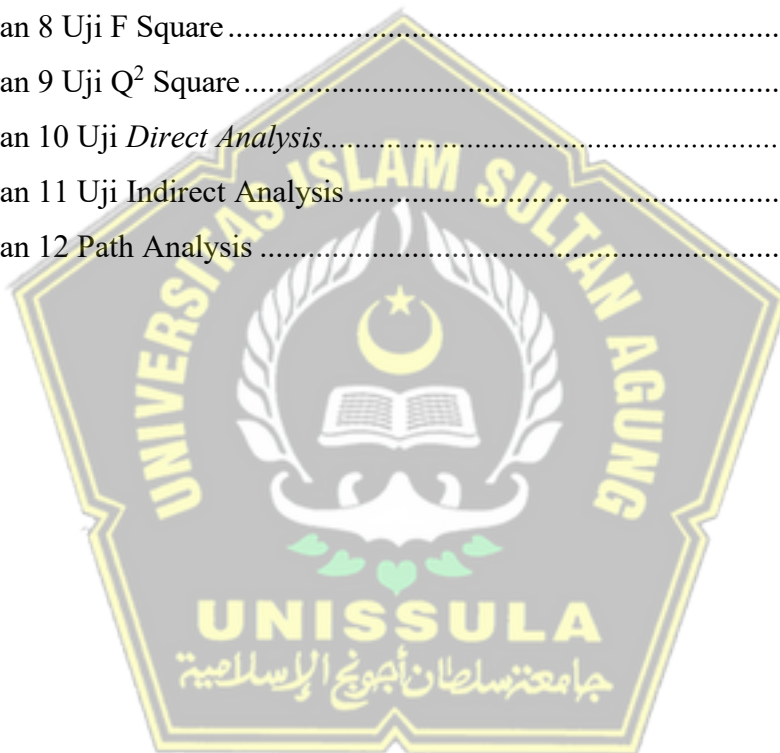 an 8 Uji F Square........................................................................
an 9 Uji Q² Square........................................................................
an 10 Uji Direct Analysis........................................................................
an 11 Uji Indirect Analysis........................................................................
an 12 Path Analysis........................................................................
UNIVERSITAS ISLAM SULTAN AGUNG
UNISSULA
جامعة سلطان أجونج الإسلامية